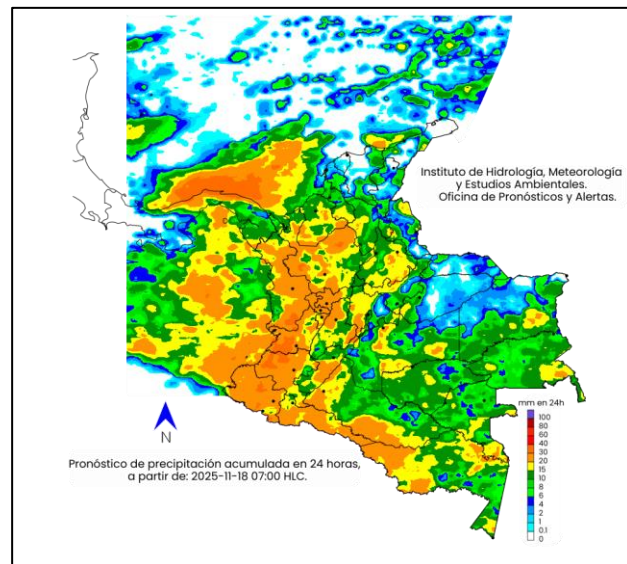 Instituto de Hidrología, Meteorología
y Estudios Ambientales.
Oficina de Pronósticos y Alertas.
mm en 24h
100
80
60
40
30
20
15
10
8
6
4
2
1
0.1
0
N
Pronóstico de precipitación acumulada en 24 horas,
a partir de: 2025-11-18 07:00 HLC.